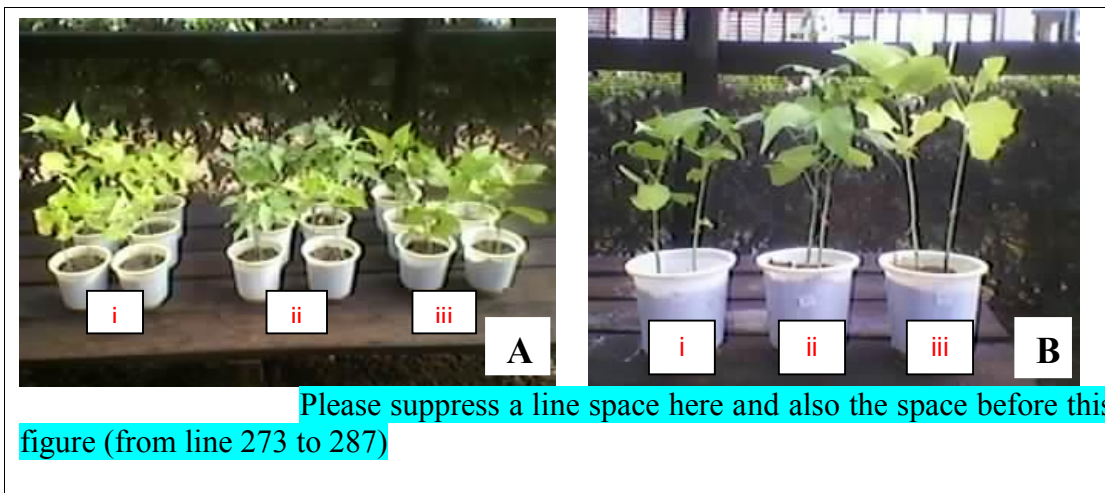 i ii iii A
i ii iii B
Please suppress a line space here and also the space before this
figure (from line 273 to 287)